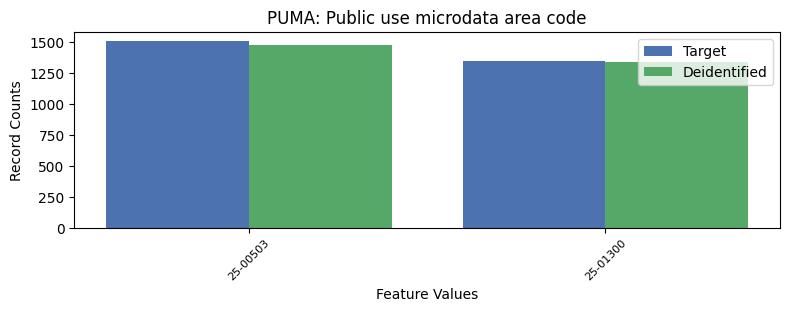 PUMA: Public use microdata area code
Target
Deidentified
Record Counts
1500
1250
1000
750
500
250
0
25-00503
25-01300
Feature Values